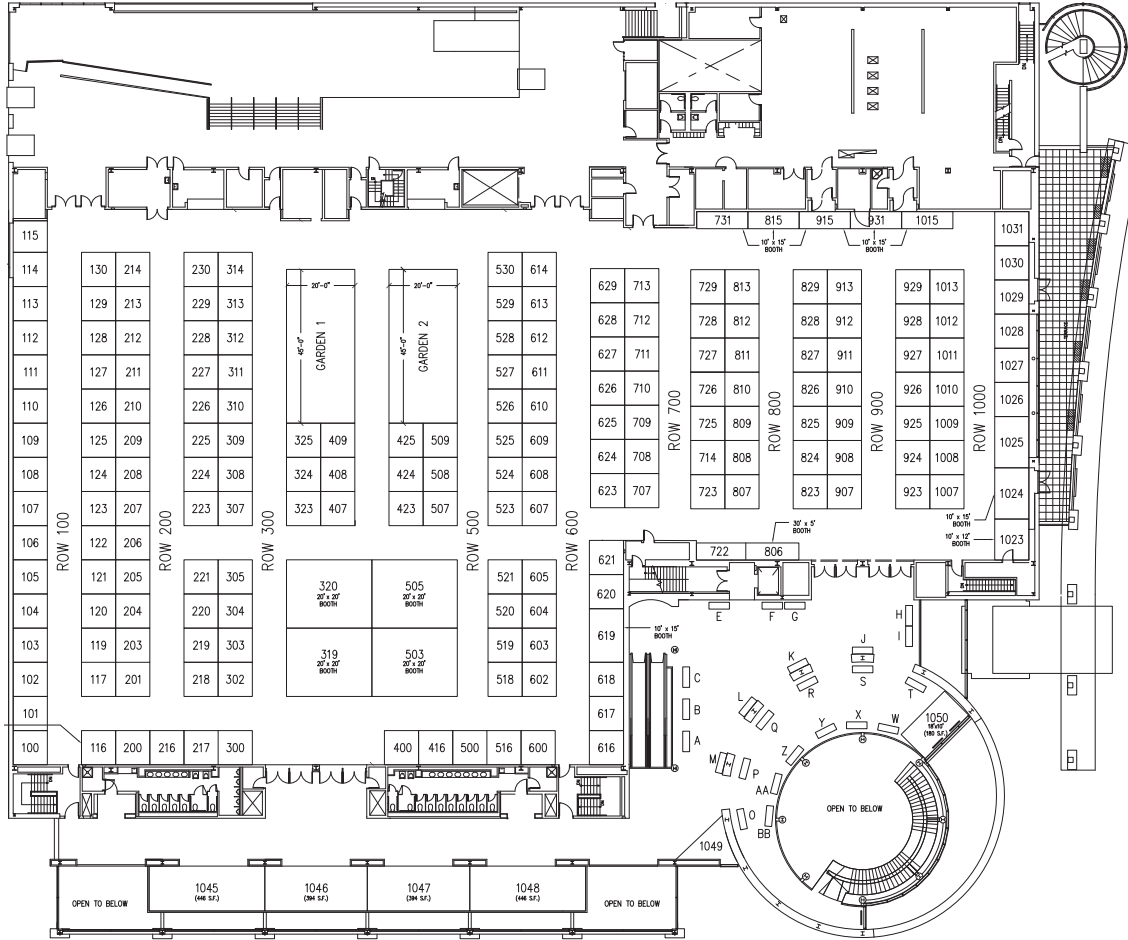 731 815 915 931 1015
10' x 15' 10' x 15'
BOOTH BOOTH
115 1031
114 130 214 230 314 530 614 1030
20'-0" 20'-0"
629 713 729 813 829 913 929 1013 1029
113 129 213 229 313 529 613
628 712 728 812 828 912 928 1012 1028
112 128 212 228 312 45'-0" GARDEN 1 45'-0" GARDEN 2 528 612
627 711 727 811 827 911 927 1011 1027
111 127 211 227 311 527 611
626 710 726 810 826 910 926 1010 1026
110 126 210 226 310 526 610
625 709 ROW 700 725 809 ROW 800 825 909 ROW 900 925 1009 ROW 1000 1025
109 125 209 225 309 325 409 425 509 525 609
624 708 714 808 824 908 924 1008
108 124 208 224 308 324 408 424 508 524 608
623 707 723 807 823 907 923 1007 1024
107 123 207 223 307 323 407 423 507 523 607
10' x 15'
BOOTH
ROW 100 ROW 200 ROW 300 ROW 500 ROW 600
30' x 5'
BOOTH
10' x 12'
BOOTH
1023
106 122 206
722 806
621
105 121 205 221 305 320 505 521 605
20' x 20' 20' x 20'
BOOTH BOOTH
620
104 120 204 220 304 520 604
E F G H
619 10' x 15'
BOOTH
I
103 119 203 219 303 319 503 519 603
20' x 20' 20' x 20'
BOOTH BOOTH
J
K
102 117 201 218 302 518 602 618
C R S T
L
101 617 B Q Y X W 1050
18'x10'
(180 S.F.)
100 116 200 216 217 300 400 416 500 516 600 616
A Z
M P
AA
O BB
OPEN TO BELOW
1049
1045 1046 1047 1048
(446 S.F.) (394 S.F.) (394 S.F.) (446 S.F.)
OPEN TO BELOW OPEN TO BELOW